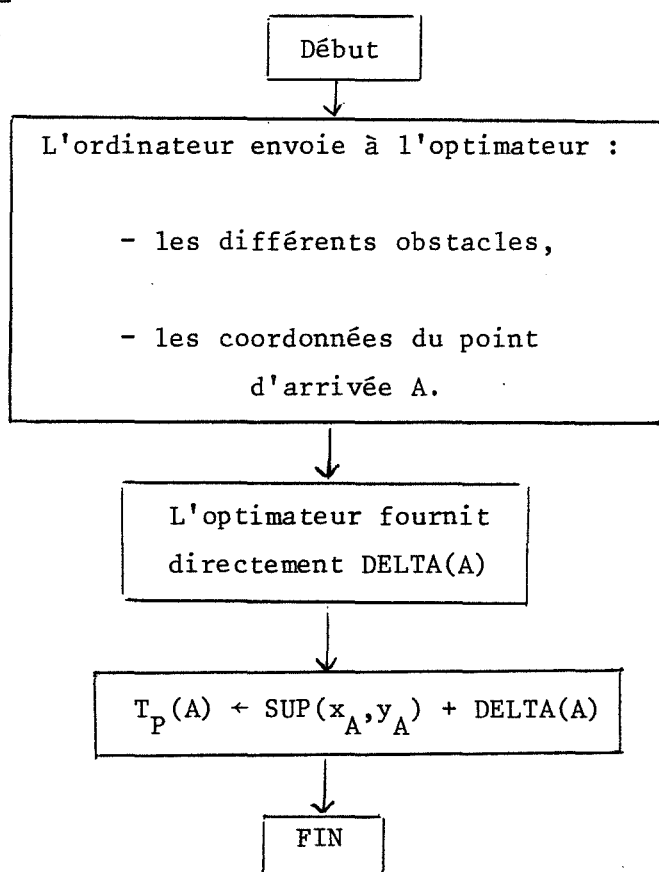 Début
L'ordinateur envoie à l'optimateur :
- les différents obstacles,
- les coordonnées du point
d'arrivée A.
L'optimateur fournit
directement DELTA(A)
T_P(A) ← SUP(x_A,y_A) + DELTA(A)
FIN